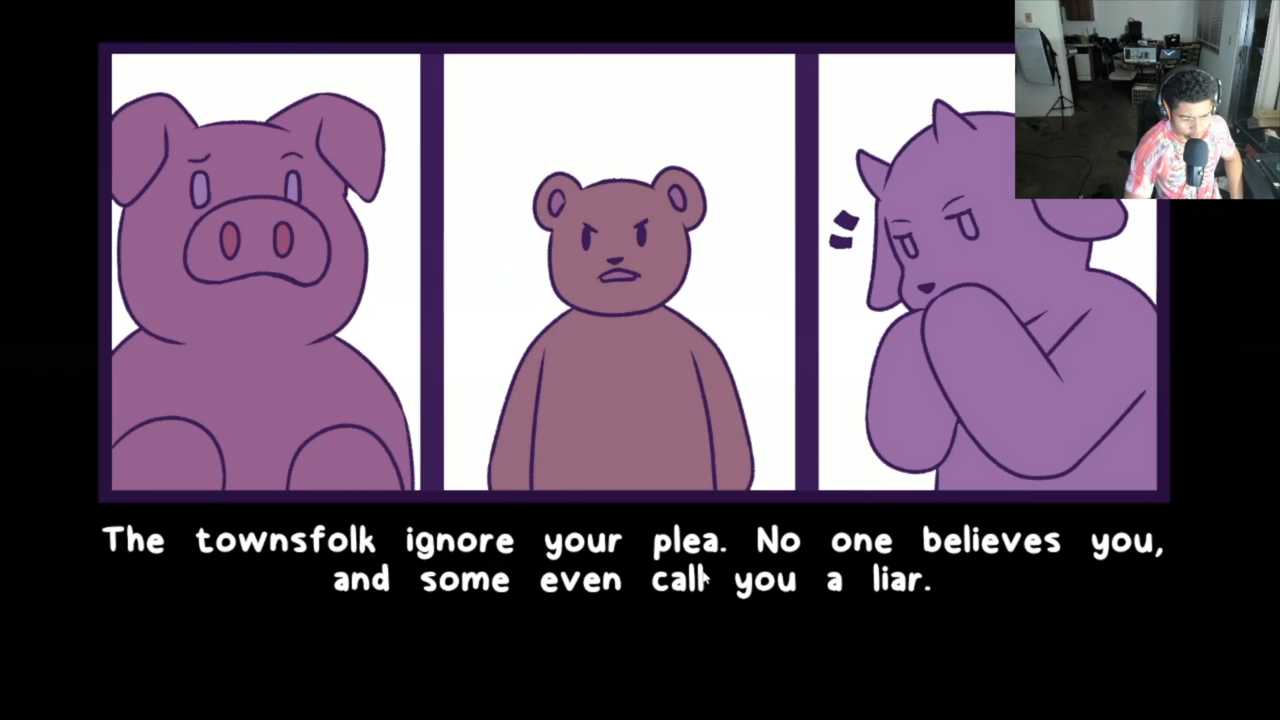 The townsfolk ignore your plea. No one believes you,
and some even call you a liar.